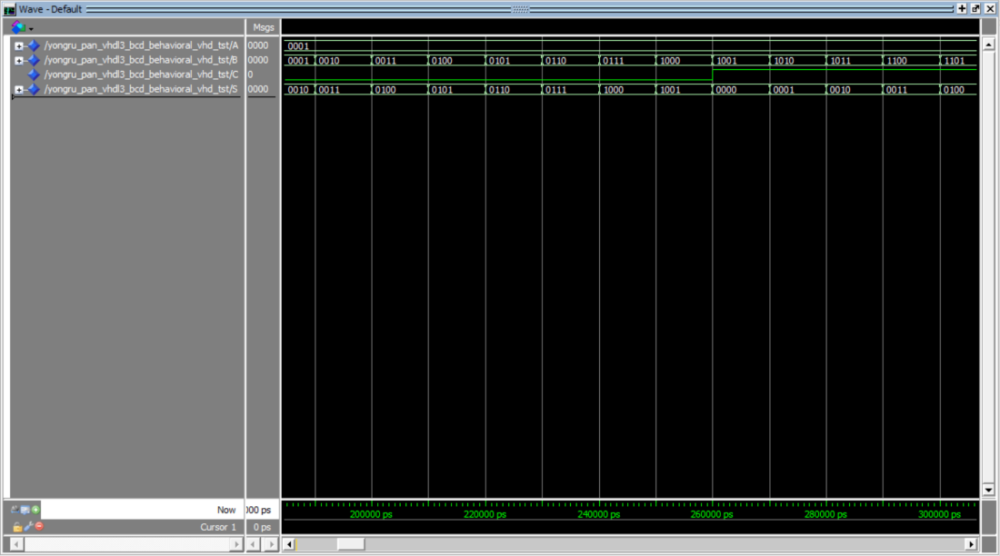 Wave - Default
Msgs
/yongru_pan_vhdl3_bcd_behavioral_vhd_tst/A 0000 0001
/yongru_pan_vhdl3_bcd_behavioral_vhd_tst/B 0000 0001 0010 0011 0100 0101 0110 0111 1000 1001 1010 1011 1100 1101
/yongru_pan_vhdl3_bcd_behavioral_vhd_tst/C 0
/yongru_pan_vhdl3_bcd_behavioral_vhd_tst/S 0000 0010 0011 0100 0101 0110 0111 1000 1001 0000 0001 0010 0011 0100
Now 000 ps 200000 ps 220000 ps 240000 ps 260000 ps 280000 ps 300000 ps
Cursor 1 0 ps